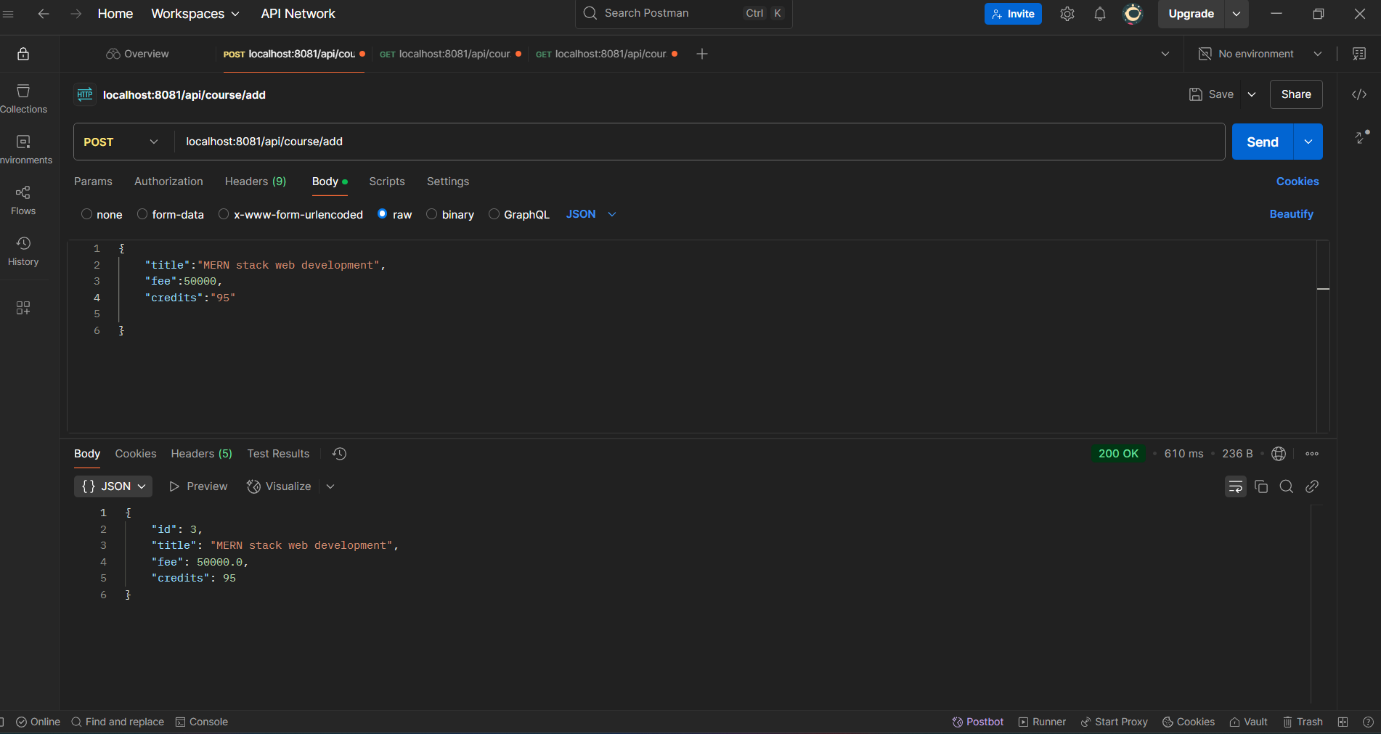 Home Workspaces API Network Search Postman Ctrl K Invite Upgrade
Overview POST localhost:8081/api/cou GET localhost:8081/api/cour GET localhost:8081/api/cour No environment
Collections
nvironments
Flows
History
HTTP localhost:8081/api/course/add Save Share
POST localhost:8081/api/course/add Send
Params Authorization Headers (9) Body Scripts Settings Cookies
none form-data x-www-form-urlencoded raw binary GraphQL JSON Beautify
1 {
2 "title":"MERN stack web development",
3 "fee":50000,
4 "credits":"95"
5
6 }
Body Cookies Headers (5) Test Results 200 OK 610 ms 236 B
{} JSON Preview Visualize
1 {
2 "id": 3,
3 "title": "MERN stack web development",
4 "fee": 50000.0,
5 "credits": 95
6 }
Online Find and replace Console Postbot Runner Start Proxy Cookies Vault Trash